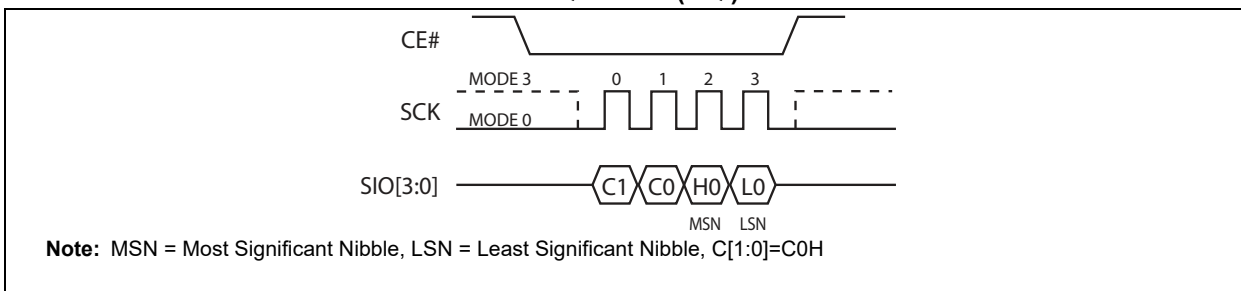 CE#
MODE 3 0 1 2 3
SCK
MODE 0
SIO[3:0] C1 C0 H0 L0
MSN LSN
Note: MSN = Most Significant Nibble, LSN = Least Significant Nibble, C[1:0]=C0H